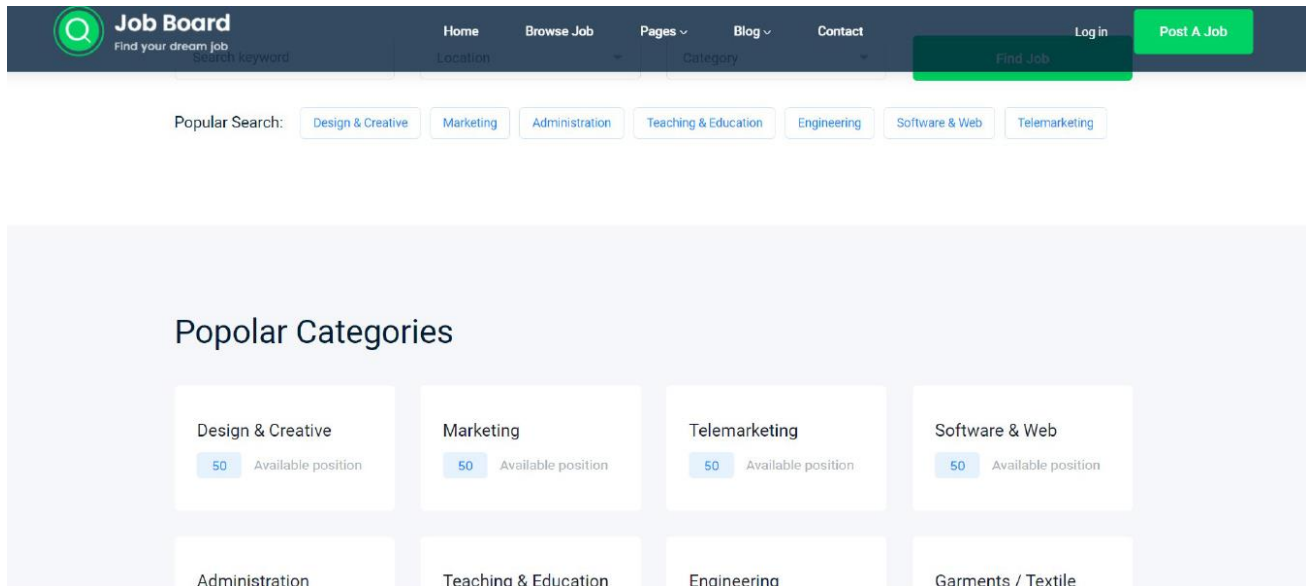 Job Board
Find your dream job
Home Browse Job Pages Blog Contact Log in Post A Job
Search keyword Location Category Find Job
Popular Search: Design & Creative Marketing Administration Teaching & Education Engineering Software & Web Telemarketing
Popolar Categories
Design & Creative Marketing Telemarketing Software & Web
50 Available position 50 Available position 50 Available position 50 Available position
Administration Teaching & Education Engineering Garments / Textile